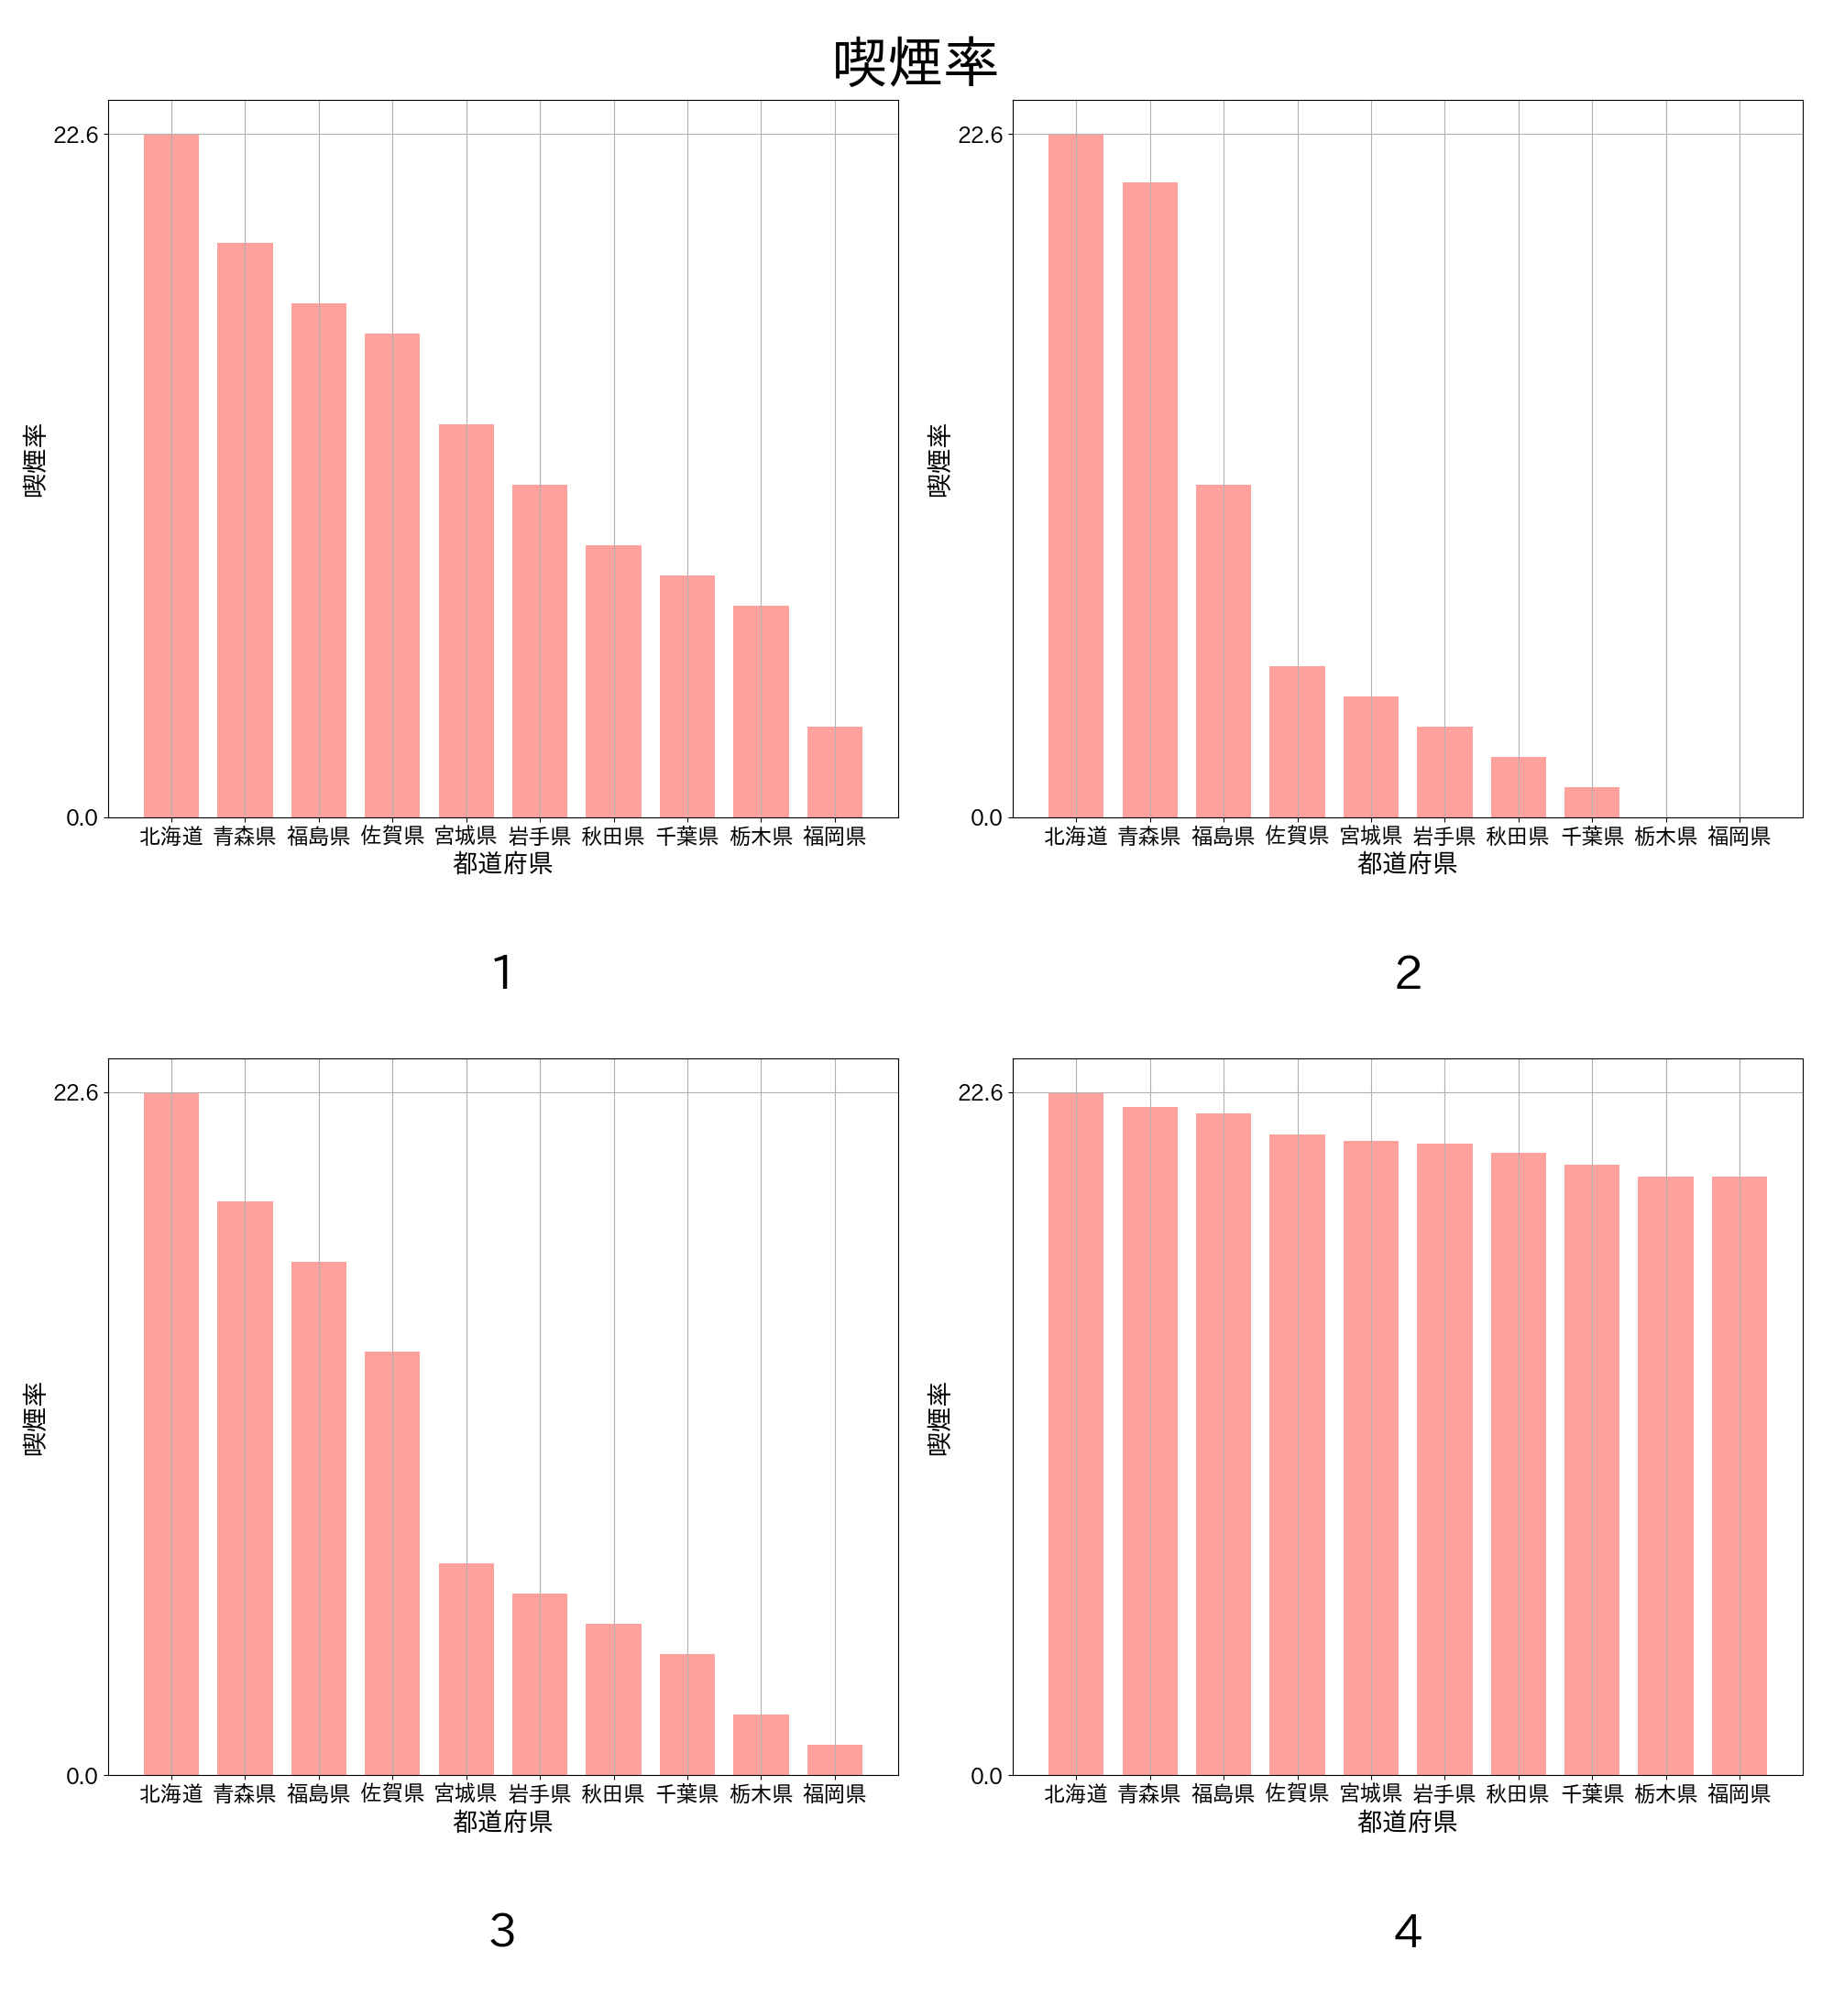 喫煙率
22.6
0.0
喫煙率
北海道 青森県 福島県 佐賀県 宮城県 岩手県 秋田県 千葉県 栃木県 福岡県
都道府県
1
22.6
0.0
喫煙率
北海道 青森県 福島県 佐賀県 宮城県 岩手県 秋田県 千葉県 栃木県 福岡県
都道府県
2
22.6
0.0
喫煙率
北海道 青森県 福島県 佐賀県 宮城県 岩手県 秋田県 千葉県 栃木県 福岡県
都道府県
3
22.6
0.0
喫煙率
北海道 青森県 福島県 佐賀県 宮城県 岩手県 秋田県 千葉県 栃木県 福岡県
都道府県
4